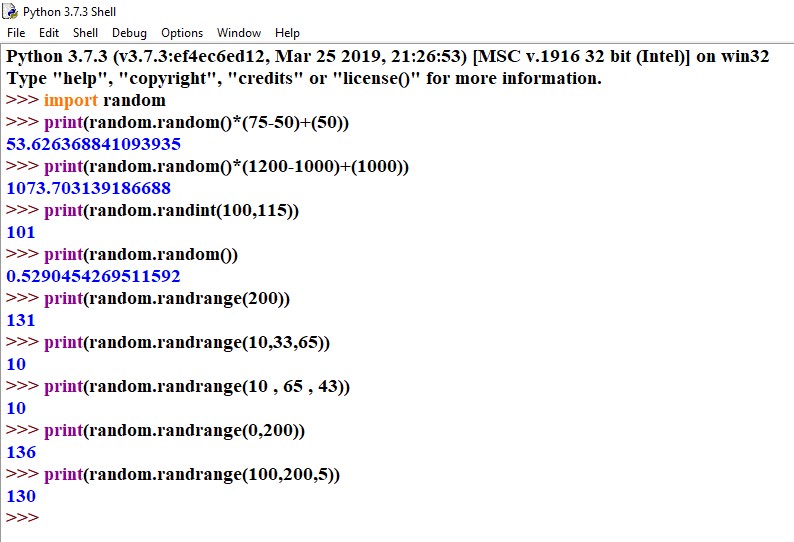 Python 3.7.3 Shell
File Edit Shell Debug Options Window Help
Python 3.7.3 (v3.7.3:ef4ec6ed12, Mar 25 2019, 21:26:53) [MSC v.1916 32 bit (Intel)] on win32
Type "help", "copyright", "credits" or "license()" for more information.
>>> import random
>>> print(random.random()*(75-50)+(50))
53.626368841093935
>>> print(random.random()*(1200-1000)+(1000))
1073.703139186688
>>> print(random.randint(100,115))
101
>>> print(random.random())
0.5290454269511592
>>> print(random.randrange(200))
131
>>> print(random.randrange(10,33,65))
10
>>> print(random.randrange(10 , 65 , 43))
10
>>> print(random.randrange(0,200))
136
>>> print(random.randrange(100,200,5))
130
>>>